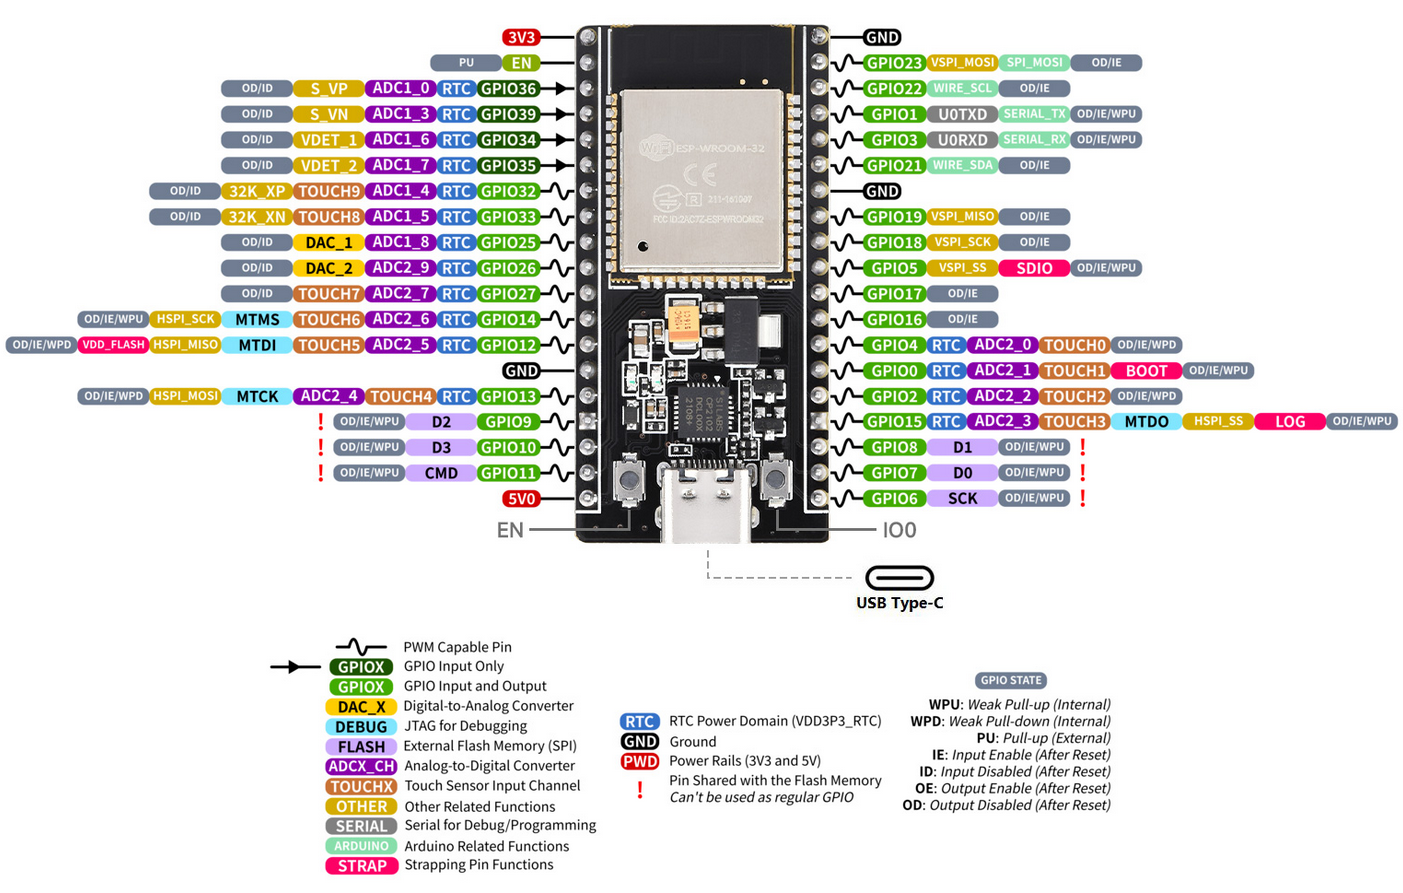 3V3 GND
PU EN GPIO23 VSPI_MOSI SPI_MOSI OD/IE
OD/ID S_VP ADC1_0 RTC GPIO36 GPIO22 WIRE_SCL OD/IE
OD/ID S_VN ADC1_3 RTC GPIO39 GPIO1 U0TXD SERIAL_TX OD/IE/WPU
OD/ID VDET_1 ADC1_6 RTC GPIO34 GPIO3 U0RXD SERIAL_RX OD/IE/WPU
OD/ID VDET_2 ADC1_7 RTC GPIO35 GPIO21 WIRE_SDA OD/IE
OD/ID 32K_XP TOUCH9 ADC1_4 RTC GPIO32 GND
OD/ID 32K_XN TOUCH8 ADC1_5 RTC GPIO33 GPIO19 VSPI_MISO OD/IE
OD/ID DAC_1 ADC1_8 RTC GPIO25 GPIO18 VSPI_SCK OD/IE
OD/ID DAC_2 ADC2_9 RTC GPIO26 GPIO5 VSPI_SS SDIO OD/IE/WPU
OD/ID TOUCH7 ADC2_7 RTC GPIO27 GPIO17 OD/IE
OD/IE/WPU HSPI_SCK MTMS TOUCH6 ADC2_6 RTC GPIO14 GPIO16 OD/IE
OD/IE/WPD VDD_FLASH HSPI_MISO MTDI TOUCH5 ADC2_5 RTC GPIO12 GPIO4 RTC ADC2_0 TOUCH0 OD/IE/WPD
GND GPIO0 RTC ADC2_1 TOUCH1 BOOT OD/IE/WPU
OD/IE/WPD HSPI_MOSI MTCK ADC2_4 TOUCH4 RTC GPIO13 GPIO2 RTC ADC2_2 TOUCH2 OD/IE/WPD
! OD/IE/WPU D2 GPIO9 GPIO15 RTC ADC2_3 TOUCH3 MTDO HSPI_SS LOG OD/IE/WPU
! OD/IE/WPU D3 GPIO10 GPIO8 D1 OD/IE/WPU !
! OD/IE/WPU CMD GPIO11 GPIO7 D0 OD/IE/WPU !
5V0 GPIO6 SCK OD/IE/WPU !
EN IO0
WiFi ESP-WROOM-32
CE
R 211-161007
FCC ID:2AC7Z-ESPWROOM32
SILABS
CP2102
USB Type-C
PWM Capable Pin
GPIOX GPIO Input Only
GPIOX GPIO Input and Output
DAC_X Digital-to-Analog Converter
DEBUG JTAG for Debugging
FLASH External Flash Memory (SPI)
ADCX_CH Analog-to-Digital Converter
TOUCHX Touch Sensor Input Channel
OTHER Other Related Functions
SERIAL Serial for Debug/Programming
ARDUINO Arduino Related Functions
STRAP Strapping Pin Functions
RTC RTC Power Domain (VDD3P3_RTC)
GND Ground
PWD Power Rails (3V3 and 5V)
! Pin Shared with the Flash Memory
Can't be used as regular GPIO
GPIO STATE
WPU: Weak Pull-up (Internal)
WPD: Weak Pull-down (Internal)
PU: Pull-up (External)
IE: Input Enable (After Reset)
ID: Input Disabled (After Reset)
OE: Output Enable (After Reset)
OD: Output Disabled (After Reset)